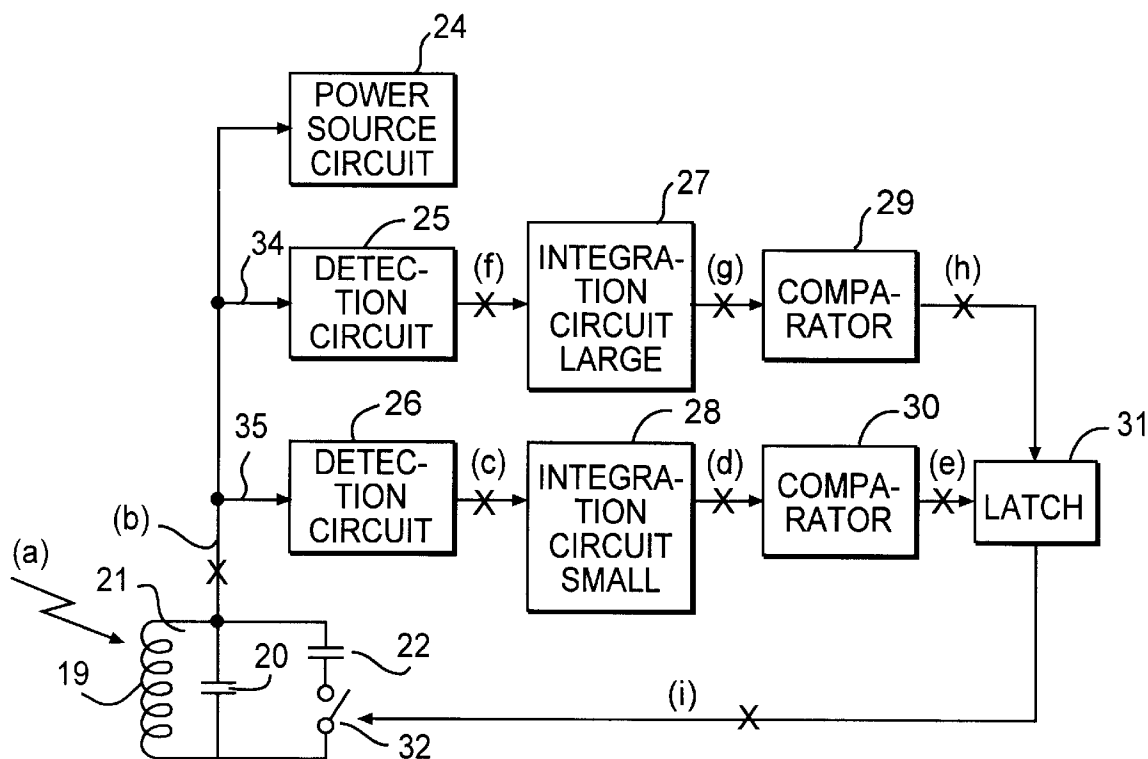 24
POWER
SOURCE
CIRCUIT
34
25
DETEC-
TION
CIRCUIT
(f)
27
INTEGRA-
TION
CIRCUIT
LARGE
(g)
29
COMPA-
RATOR
(h)
35
26
DETEC-
TION
CIRCUIT
(c)
28
INTEGRA-
TION
CIRCUIT
SMALL
(d)
30
COMPA-
RATOR
(e)
31
LATCH
(b)
(a)
21
19
20
22
32
(i)